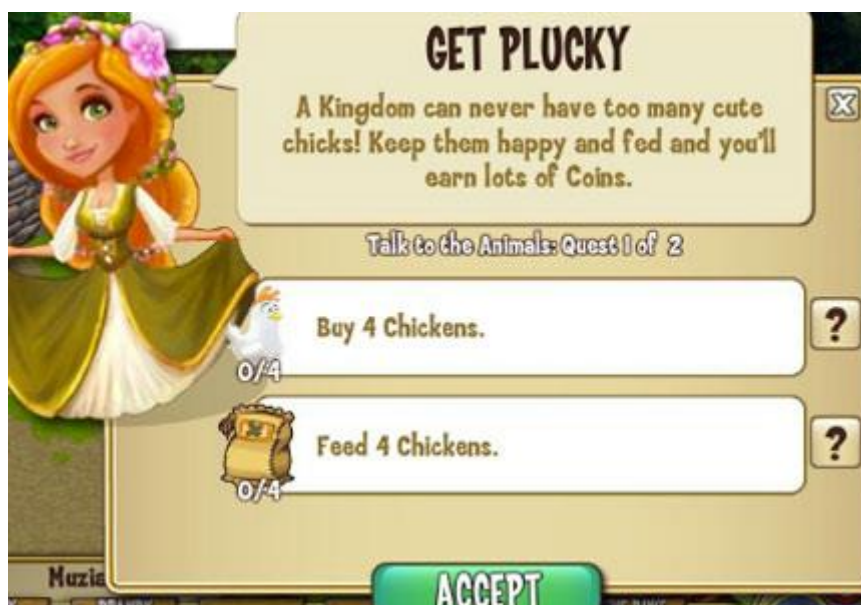 GET PLUCKY
A Kingdom can never have too many cute
chicks! Keep them happy and fed and you'll
earn lots of Coins.
Talk to the Animals: Quest 1 of 2
Buy 4 Chickens.
?
0/4
Feed 4 Chickens.
?
0/4
Muzia
ACCEPT